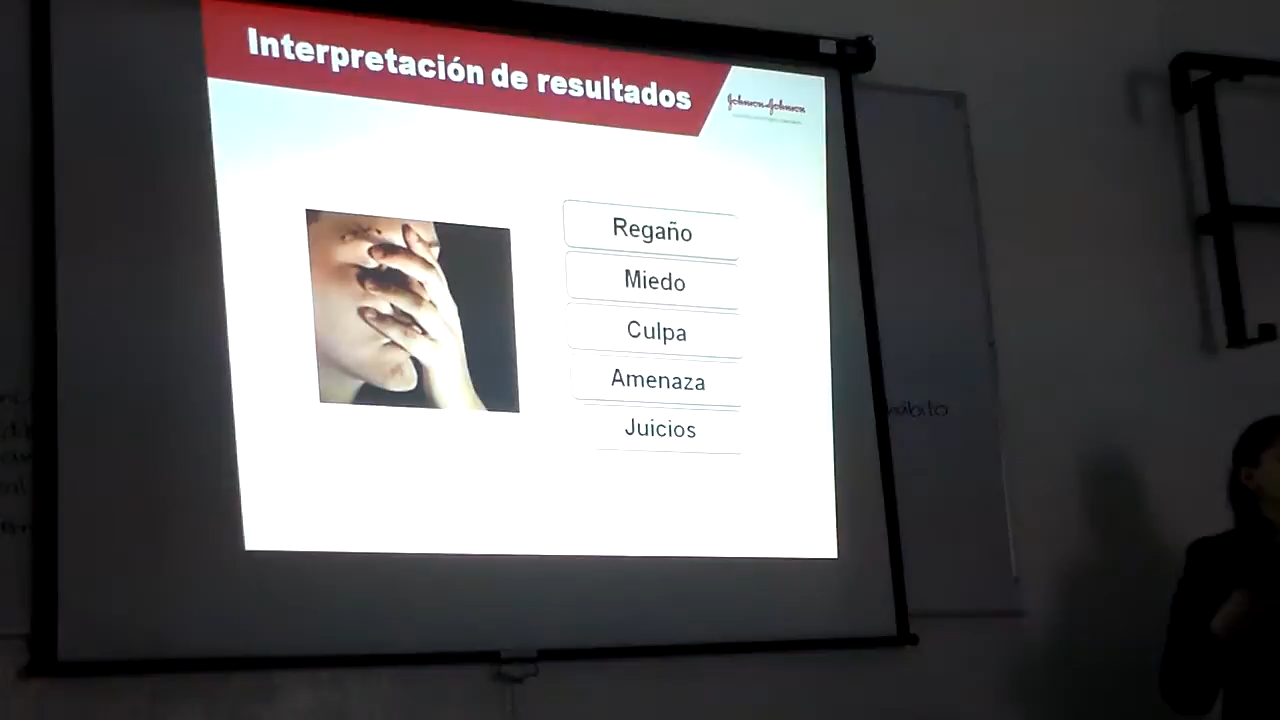 Interpretación de resultados
Johnson & Johnson
Regaño
Miedo
Culpa
Amenaza
Juicios